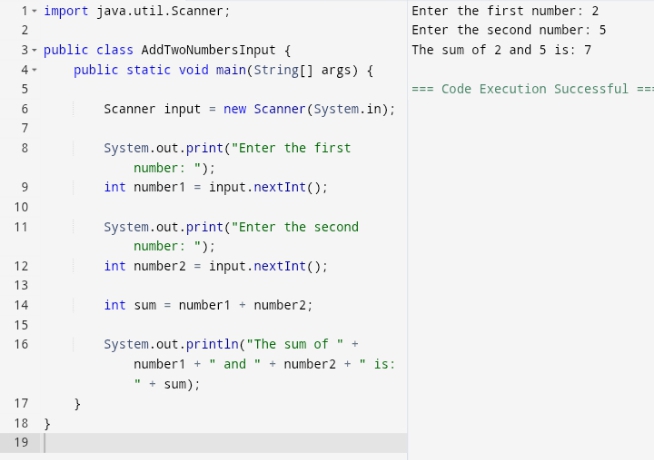 1 import java.util.Scanner;
2
3 public class AddTwoNumbersInput {
4     public static void main(String[] args) {
5
6         Scanner input = new Scanner(System.in);
7
8         System.out.print("Enter the first
            number: ");
9         int number1 = input.nextInt();
10
11         System.out.print("Enter the second
            number: ");
12         int number2 = input.nextInt();
13
14         int sum = number1 + number2;
15
16         System.out.println("The sum of " +
            number1 + " and " + number2 + " is:
            " + sum);
17     }
18 }
19
Enter the first number: 2
Enter the second number: 5
The sum of 2 and 5 is: 7
=== Code Execution Successful ===